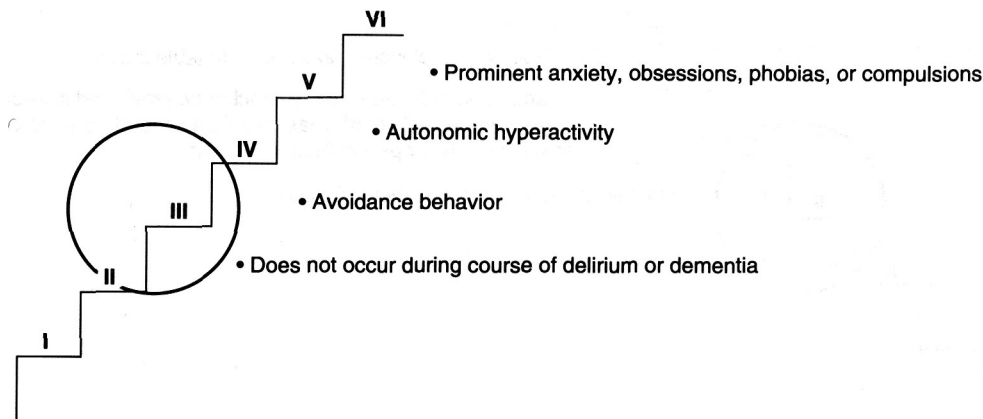 VI
• Prominent anxiety, obsessions, phobias, or compulsions
V
• Autonomic hyperactivity
IV
• Avoidance behavior
III
• Does not occur during course of delirium or dementia
II
I